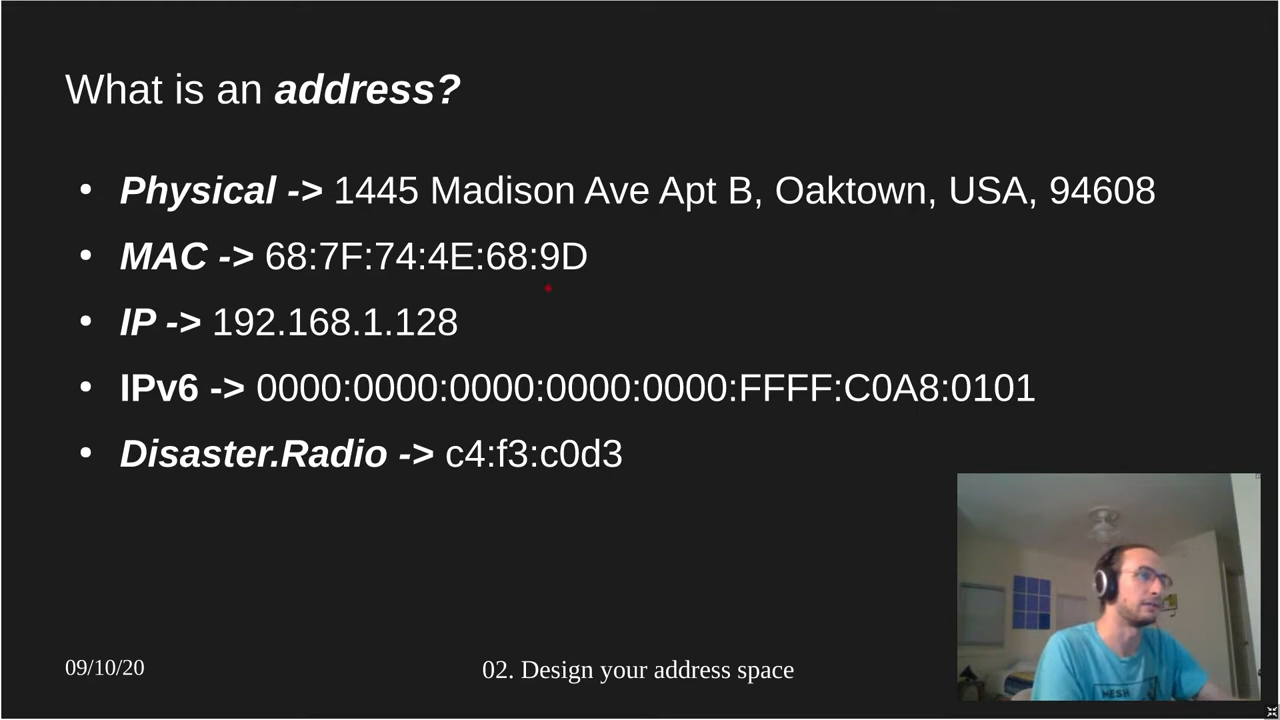 What is an address?
• Physical -> 1445 Madison Ave Apt B, Oaktown, USA, 94608
• MAC -> 68:7F:74:4E:68:9D
• IP -> 192.168.1.128
• IPv6 -> 0000:0000:0000:0000:0000:FFFF:C0A8:0101
• Disaster.Radio -> c4:f3:c0d3
MESH
09/10/20
02. Design your address space